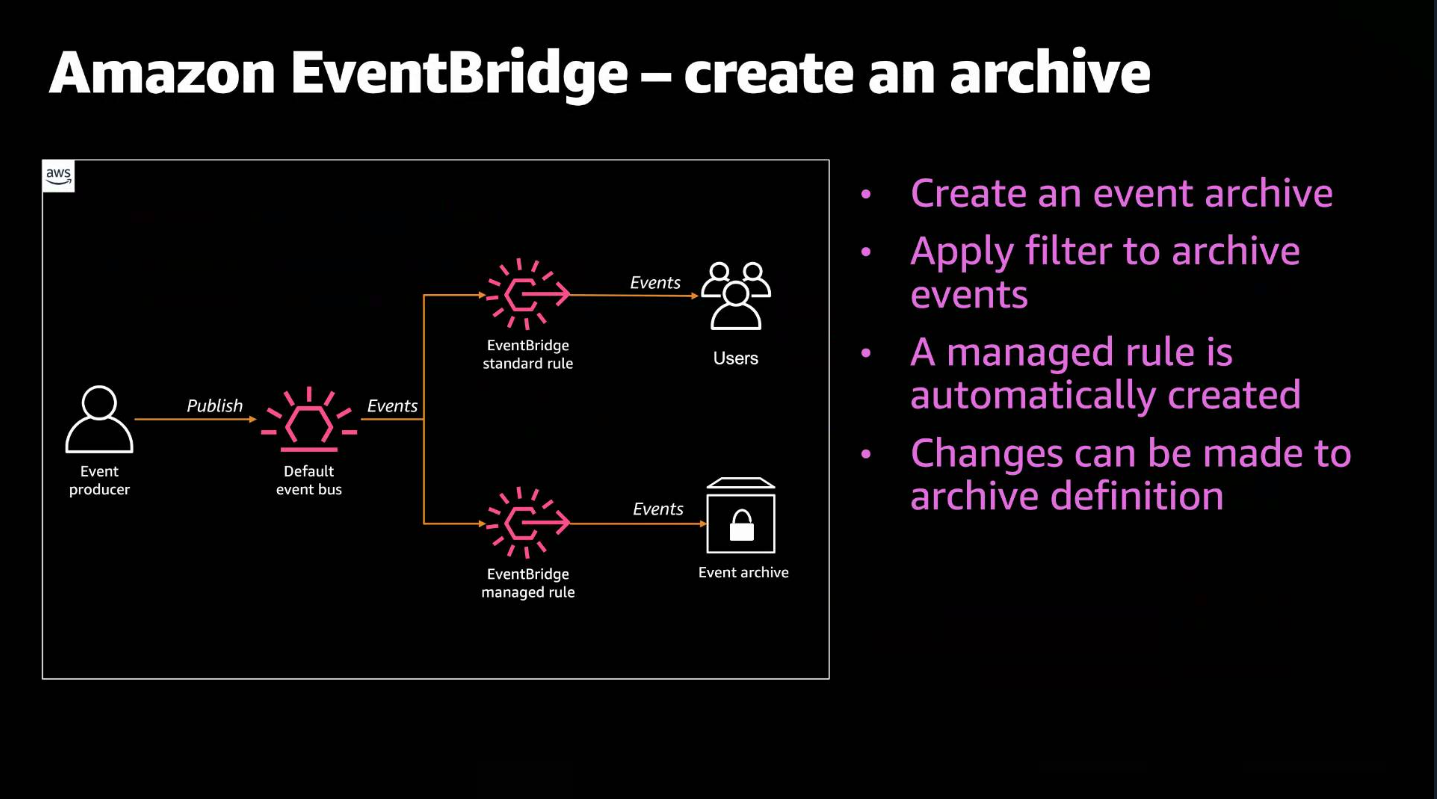 Amazon EventBridge – create an archive
aws
Events
EventBridge
standard rule
Users
Publish
Events
Event
producer
Default
event bus
Events
EventBridge
managed rule
Event archive
• Create an event archive
• Apply filter to archive
events
• A managed rule is
automatically created
• Changes can be made to
archive definition